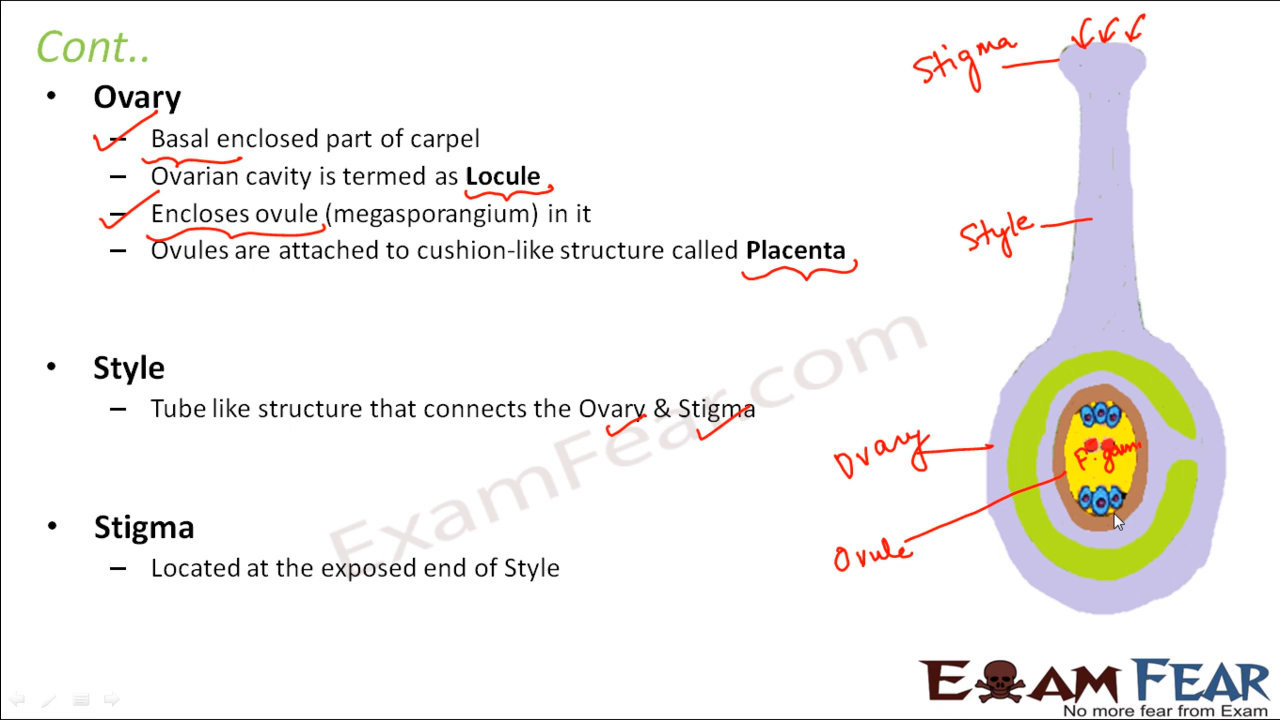 Cont..
• Ovary
– Basal enclosed part of carpel
– Ovarian cavity is termed as Locule
– Encloses ovule (megasporangium) in it
– Ovules are attached to cushion-like structure called Placenta
• Style
– Tube like structure that connects the Ovary & Stigma
• Stigma
– Located at the exposed end of Style
Stigma
Style
Ovary
Ovule
ExamFear.com
EXAM FEAR
No more fear from Exam